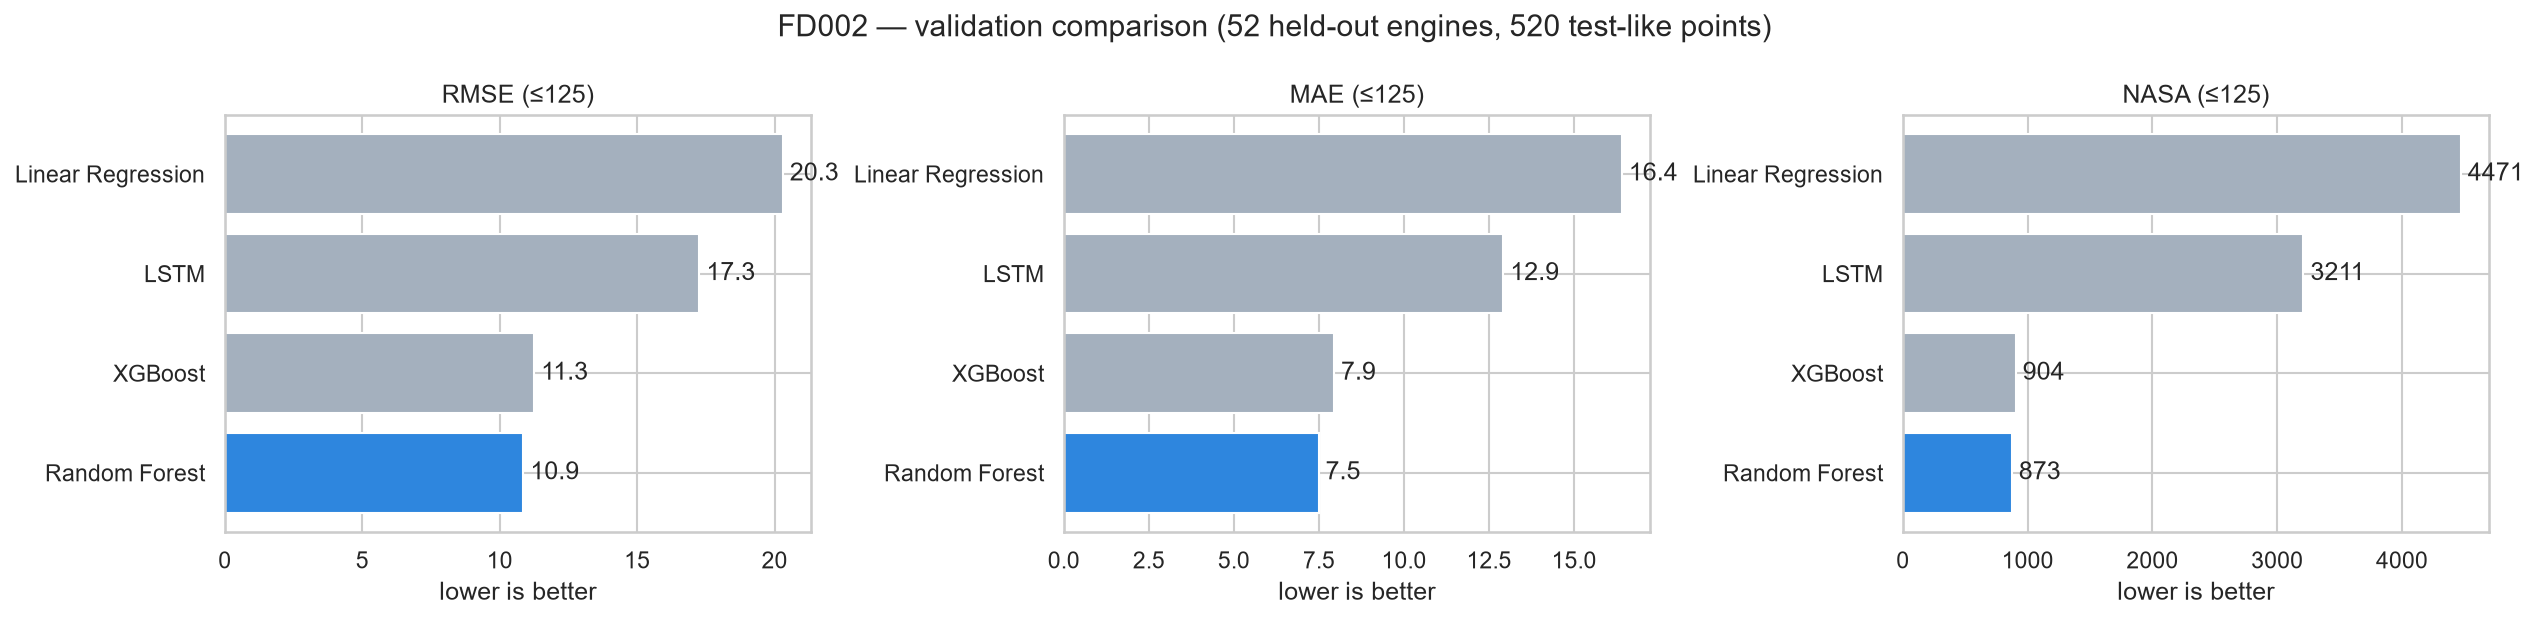 FD002 — validation comparison (52 held-out engines, 520 test-like points)
RMSE (≤125)
Linear Regression 20.3
LSTM 17.3
XGBoost 11.3
Random Forest 10.9
0 5 10 15 20
lower is better
MAE (≤125)
Linear Regression 16.4
LSTM 12.9
XGBoost 7.9
Random Forest 7.5
0.0 2.5 5.0 7.5 10.0 12.5 15.0
lower is better
NASA (≤125)
Linear Regression 4471
LSTM 3211
XGBoost 904
Random Forest 873
0 1000 2000 3000 4000
lower is better